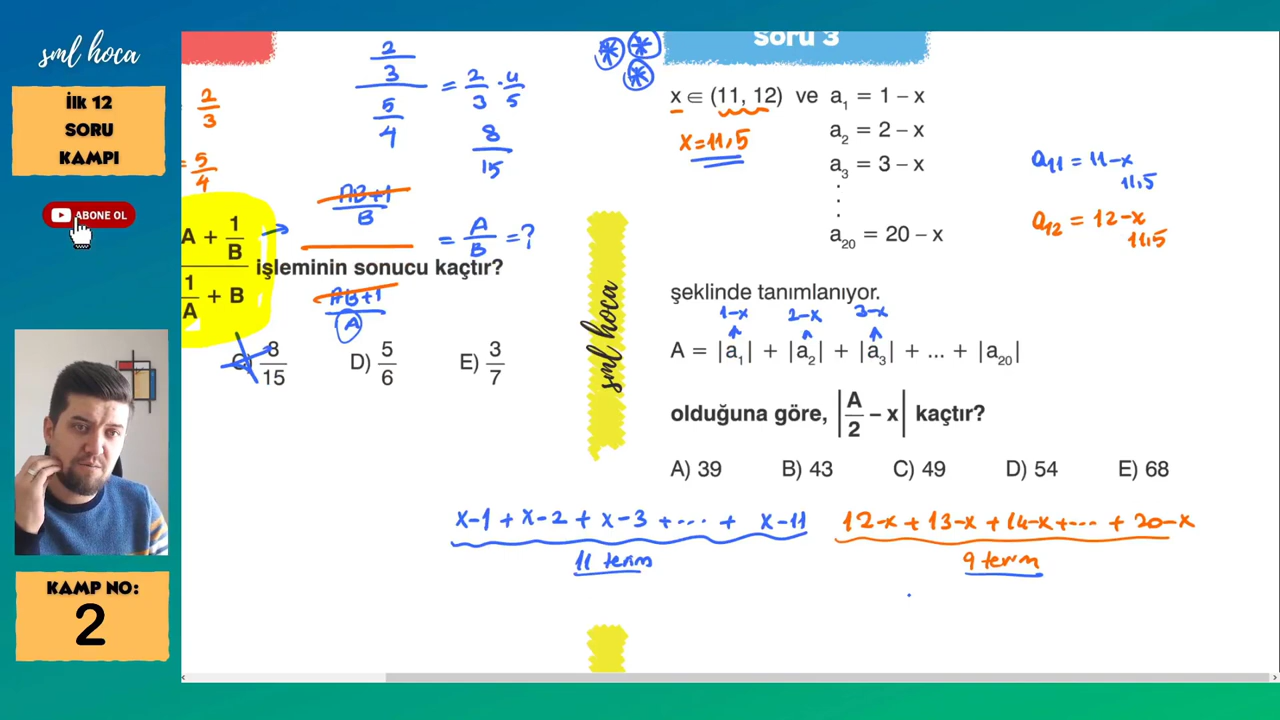 sml hoca
İlk 12
SORU
KAMPI
ABONE OL
KAMP NO:
2
2/3
5/4
(2/3)/(5/4) = 2/3 · 4/5
8/15
A + 1/B
1/A + B
AB+1/B
AB+1/A
= A/B = ?
işleminin sonucu kaçtır?
C) 8/15 D) 5/6 E) 3/7
sml hoca
Soru 3
x ∈ (11, 12) ve a₁ = 1 – x
x = 11,5
a₂ = 2 – x
a₃ = 3 – x
a₂₀ = 20 – x
a₁₁ = 11-x
11,5
a₁₂ = 12-x
11,5
şeklinde tanımlanıyor.
1-x 2-x 3-x
A = |a₁| + |a₂| + |a₃| + ... + |a₂₀|
olduğuna göre, |A/2 – x| kaçtır?
A) 39 B) 43 C) 49 D) 54 E) 68
x-1 + x-2 + x-3 + ... + x-11
11 terim
12-x + 13-x + 14-x + ... + 20-x
9 terim